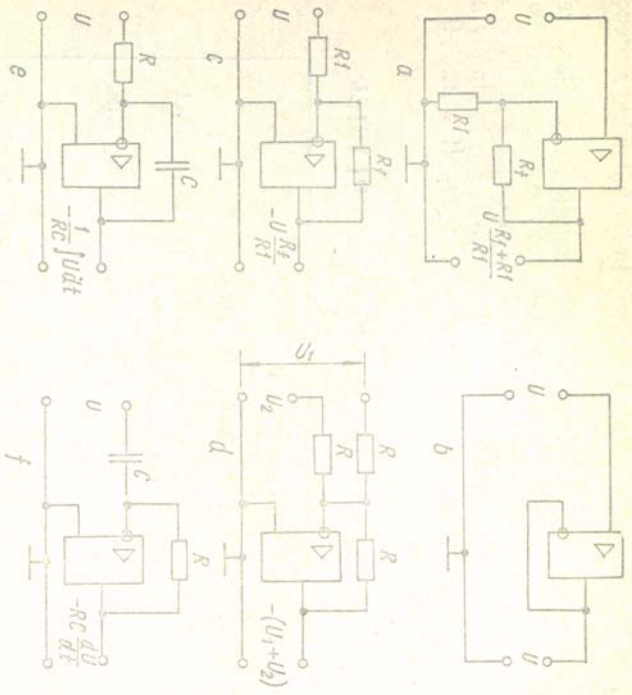 U
U (Rf+R1)/R1
R1
Rf
a
U
U
b
U
R1
Rf
-U Rf/R1
c
U1
U2
R
R
R
-(U1+U2)
d
U
R
C
-1/RC ∫Udt
e
U
C
R
-RC dU/dt
f